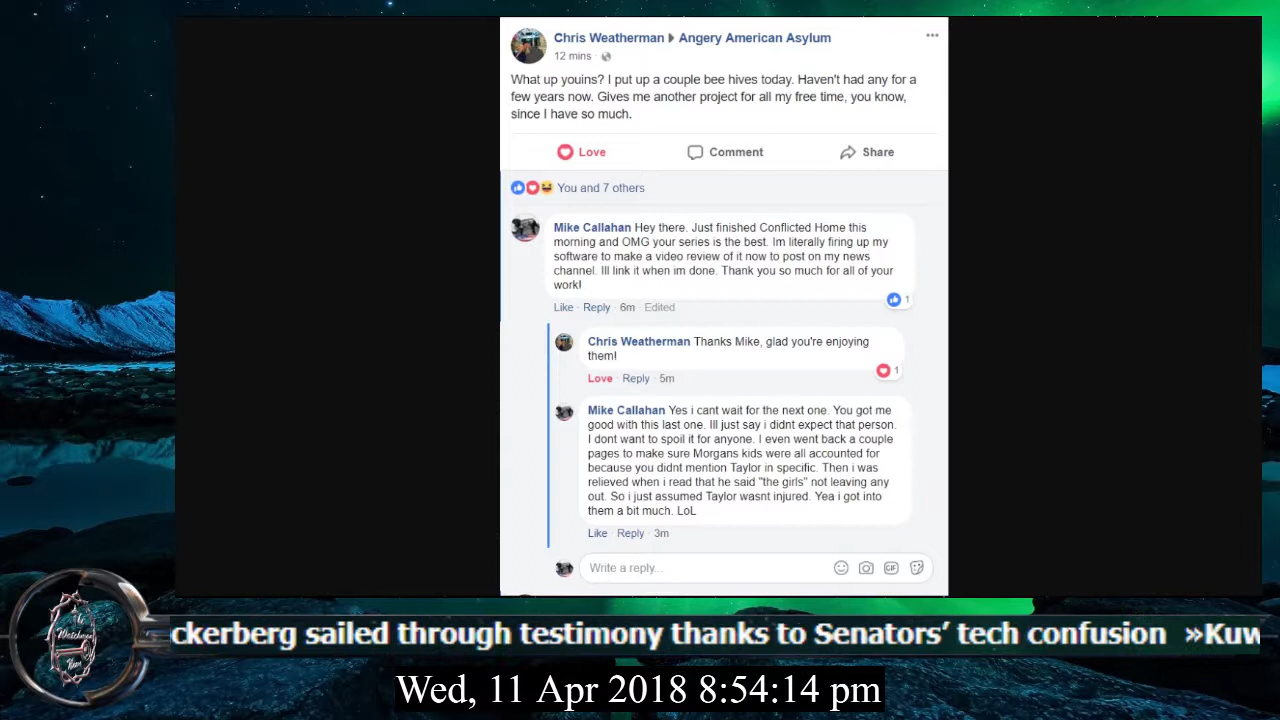 Chris Weatherman Angery American Asylum
12 mins ·
What up youins? I put up a couple bee hives today. Haven't had any for a
few years now. Gives me another project for all my free time, you know,
since I have so much.
Love Comment Share
You and 7 others
Mike Callahan Hey there. Just finished Conflicted Home this
morning and OMG your series is the best. Im literally firing up my
software to make a video review of it now to post on my news
channel. Ill link it when im done. Thank you so much for all of your
work!
1
Like · Reply · 6m · Edited
Chris Weatherman Thanks Mike, glad you're enjoying
them!
1
Love · Reply · 5m
Mike Callahan Yes i cant wait for the next one. You got me
good with this last one. Ill just say i didnt expect that person.
I dont want to spoil it for anyone. I even went back a couple
pages to make sure Morgans kids were all accounted for
because you didnt mention Taylor in specific. Then i was
relieved when i read that he said "the girls" not leaving any
out. So i just assumed Taylor wasnt injured. Yea i got into
them a bit much. LoL
Like · Reply · 3m
Write a reply... GIF
ckerberg sailed through testimony thanks to Senators’ tech confusion »Kuw
Wed, 11 Apr 2018 8:54:14 pm